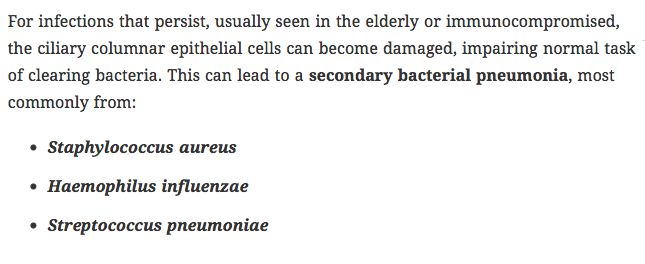 For infections that persist, usually seen in the elderly or immunocompromised,
the ciliary columnar epithelial cells can become damaged, impairing normal task
of clearing bacteria. This can lead to a secondary bacterial pneumonia, most
commonly from:
• Staphylococcus aureus
• Haemophilus influenzae
• Streptococcus pneumoniae